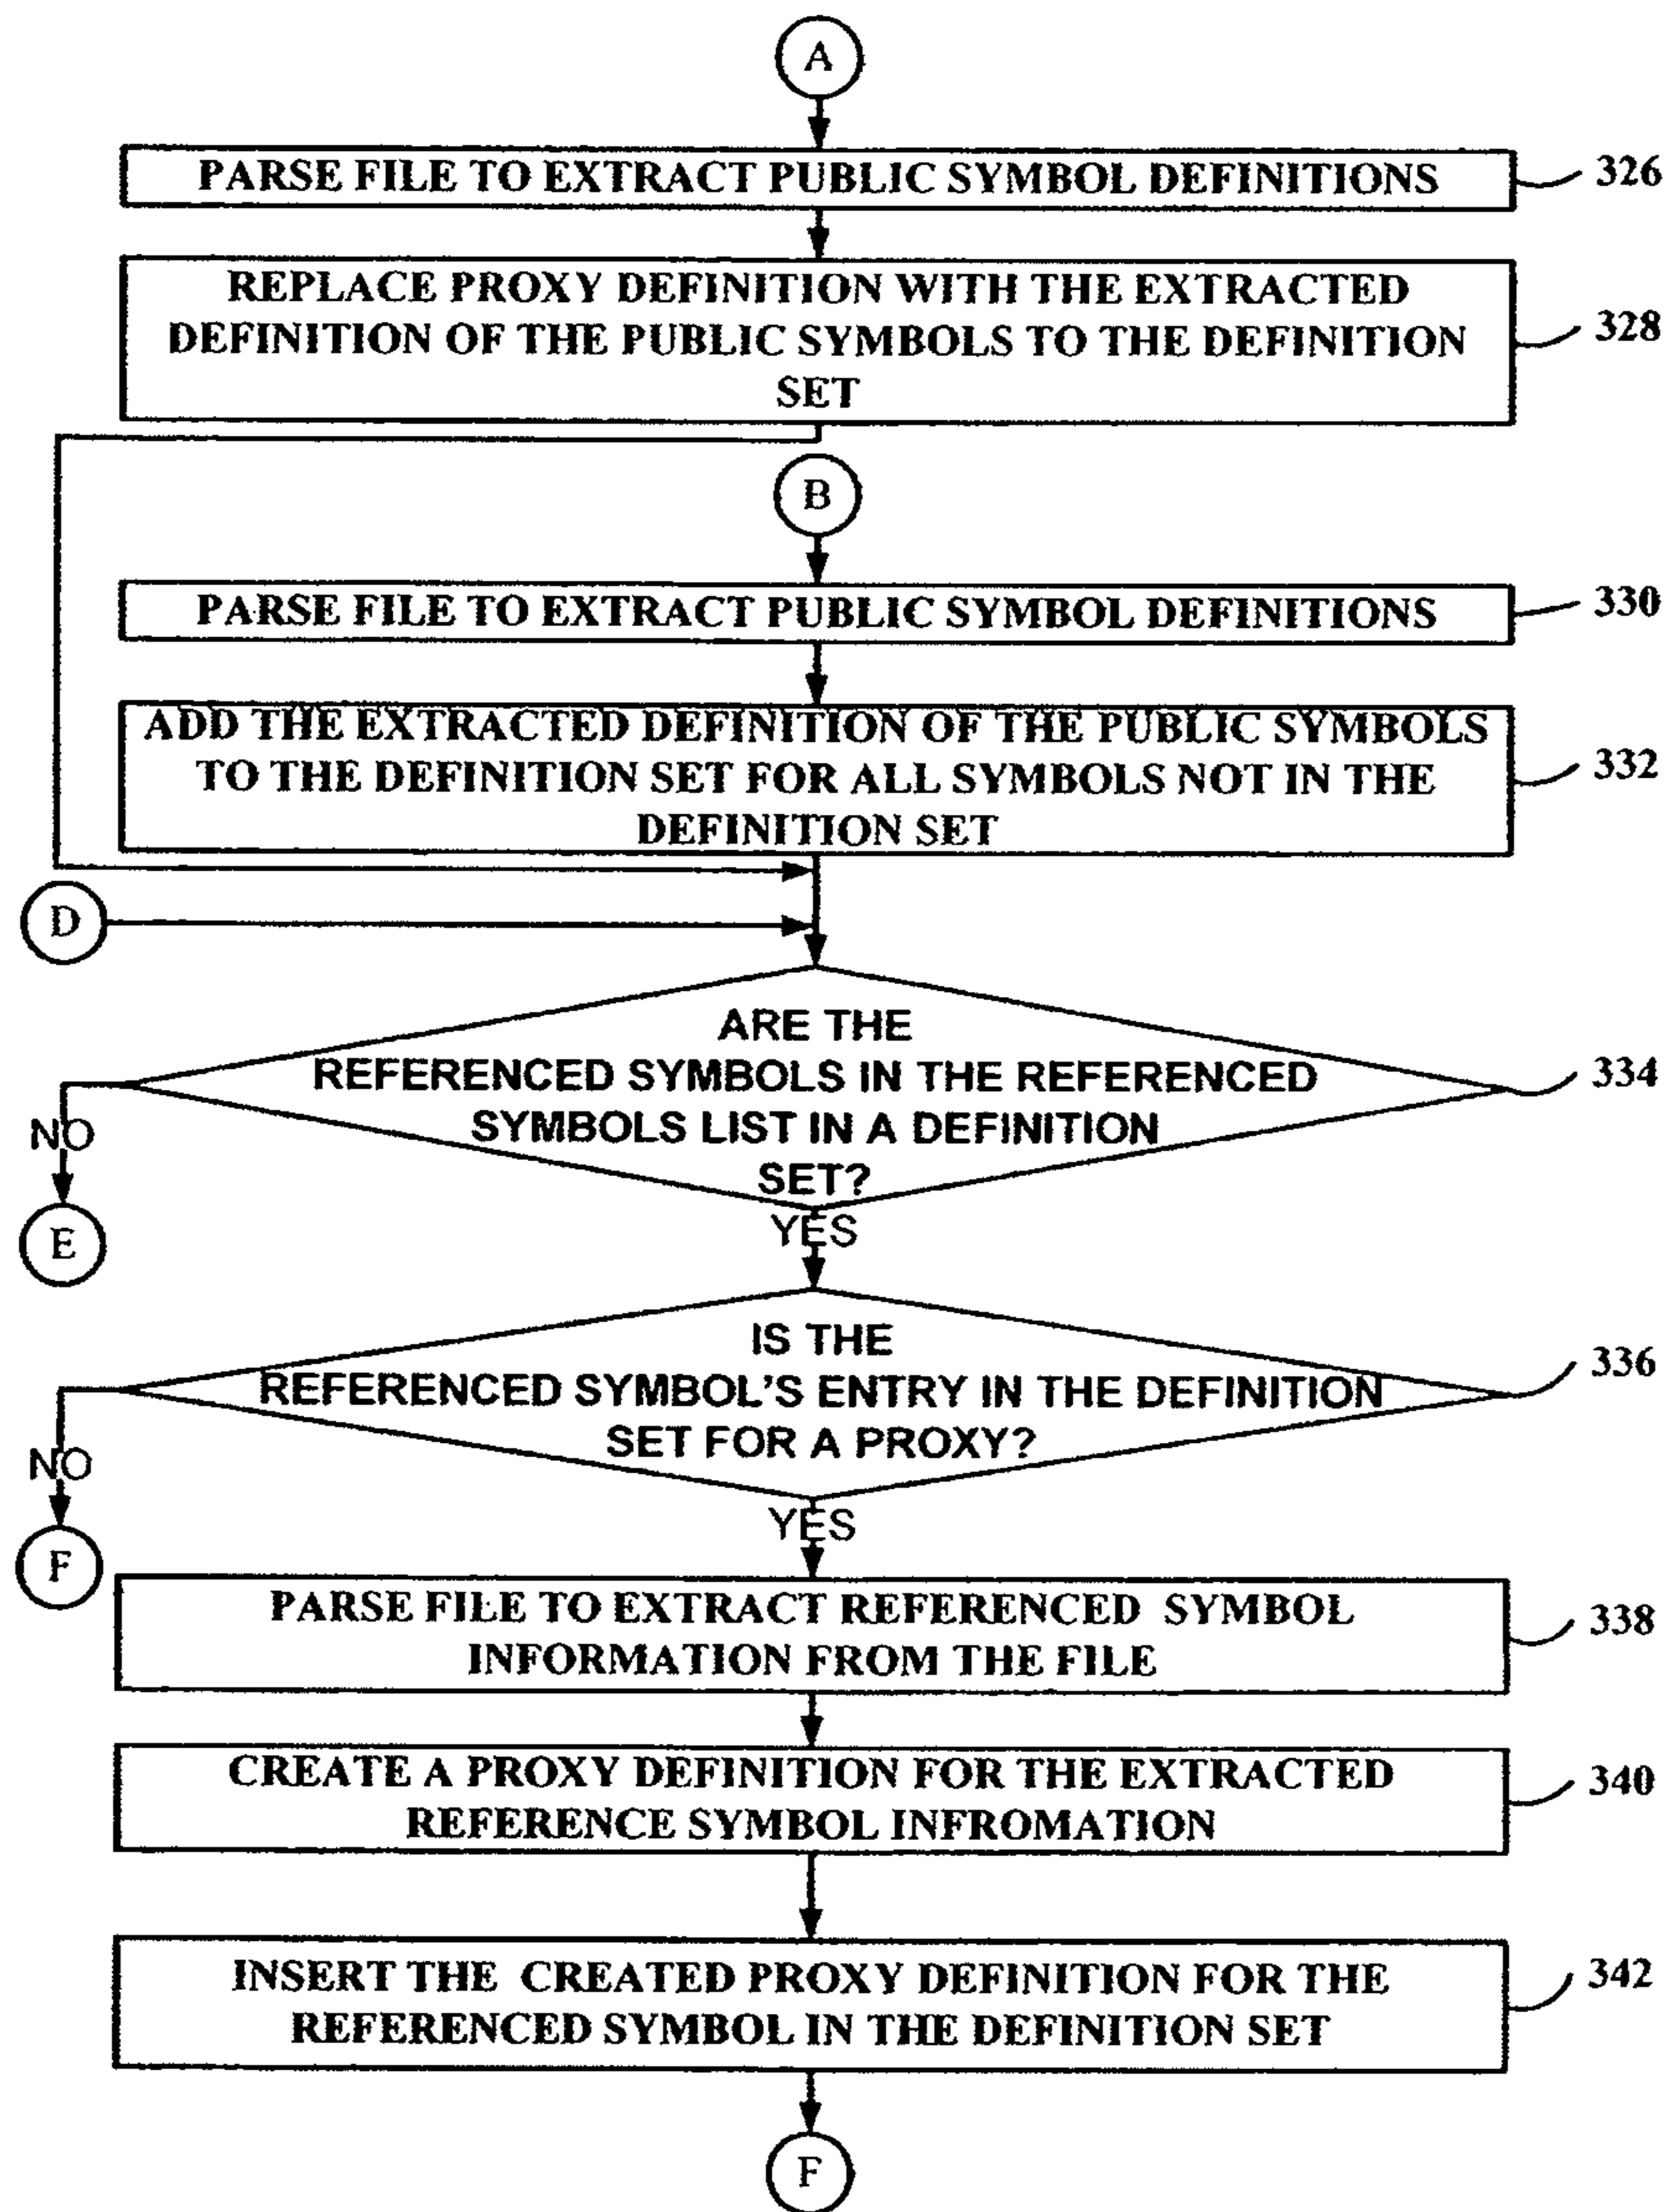 A
PARSE FILE TO EXTRACT PUBLIC SYMBOL DEFINITIONS
326
REPLACE PROXY DEFINITION WITH THE EXTRACTED
DEFINITION OF THE PUBLIC SYMBOLS TO THE DEFINITION
SET
328
B
PARSE FILE TO EXTRACT PUBLIC SYMBOL DEFINITIONS
330
ADD THE EXTRACTED DEFINITION OF THE PUBLIC SYMBOLS
TO THE DEFINITION SET FOR ALL SYMBOLS NOT IN THE
DEFINITION SET
332
D
ARE THE
REFERENCED SYMBOLS IN THE REFERENCED
SYMBOLS LIST IN A DEFINITION
SET?
334
NO
E
YES
IS THE
REFERENCED SYMBOL'S ENTRY IN THE DEFINITION
SET FOR A PROXY?
336
NO
F
YES
PARSE FILE TO EXTRACT REFERENCED SYMBOL
INFORMATION FROM THE FILE
338
CREATE A PROXY DEFINITION FOR THE EXTRACTED
REFERENCE SYMBOL INFROMATION
340
INSERT THE CREATED PROXY DEFINITION FOR THE
REFERENCED SYMBOL IN THE DEFINITION SET
342
F